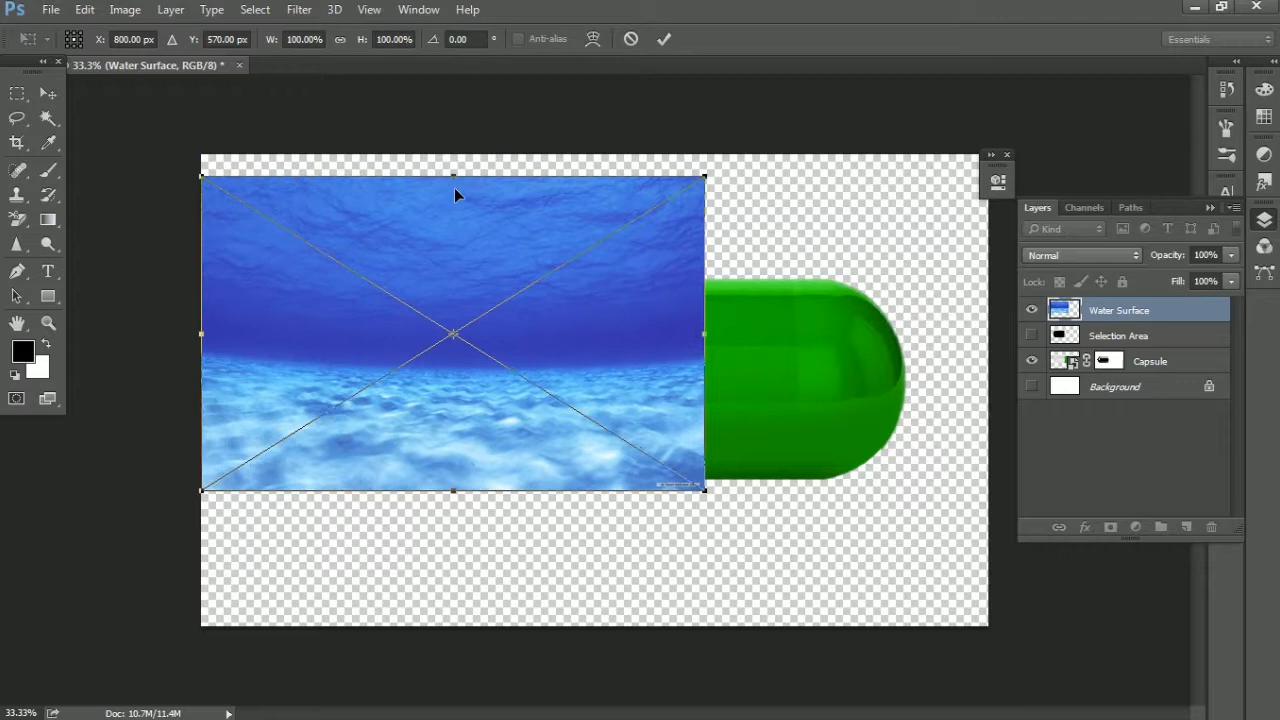 Ps File Edit Image Layer Type Select Filter 3D View Window Help
X: 800.00 px Y: 570.00 px W: 100.00% H: 100.00% 0.00 ° Anti-alias Essentials
33.3% (Water Surface, RGB/8) * ×
Layers Channels Paths
Kind
Normal Opacity: 100%
Lock: Fill: 100%
Water Surface
Selection Area
Capsule
Background
33.33% Doc: 10.7M/11.4M